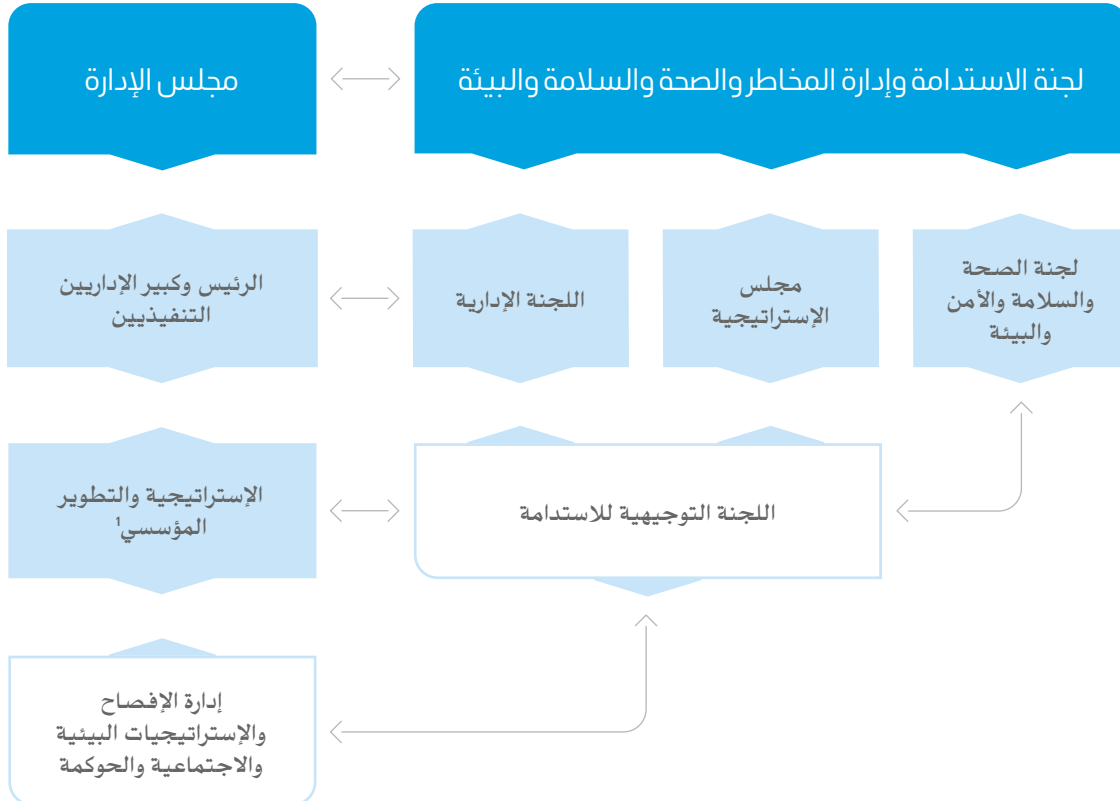 لجنة الاستدامة وإدارة المخاطر والصحة والسلامة والبيئة
مجلس الإدارة
لجنة الصحة
والسلامة والأمن
والبيئة
مجلس
الإستراتيجية
اللجنة الإدارية
الرئيس وكبير الإداريين
التنفيذيين
اللجنة التوجيهية للاستدامة
الإستراتيجية والتطوير
المؤسسي¹
إدارة الإفصاح
والإستراتيجيات البيئية
والاجتماعية والحوكمة